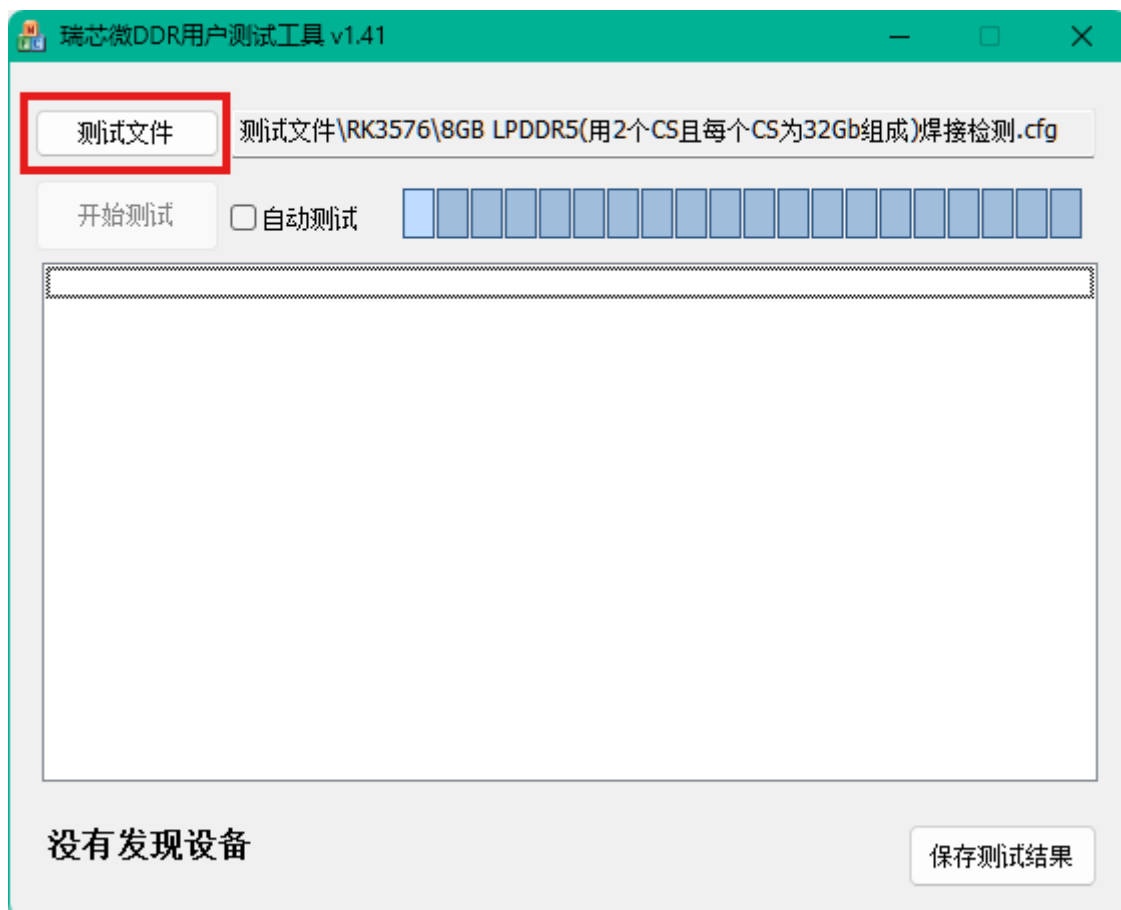 瑞芯微DDR用户测试工具 v1.41
测试文件
测试文件\RK3576\8GB LPDDR5(用2个CS且每个CS为32Gb组成)焊接检测.cfg
开始测试
自动测试
没有发现设备
保存测试结果